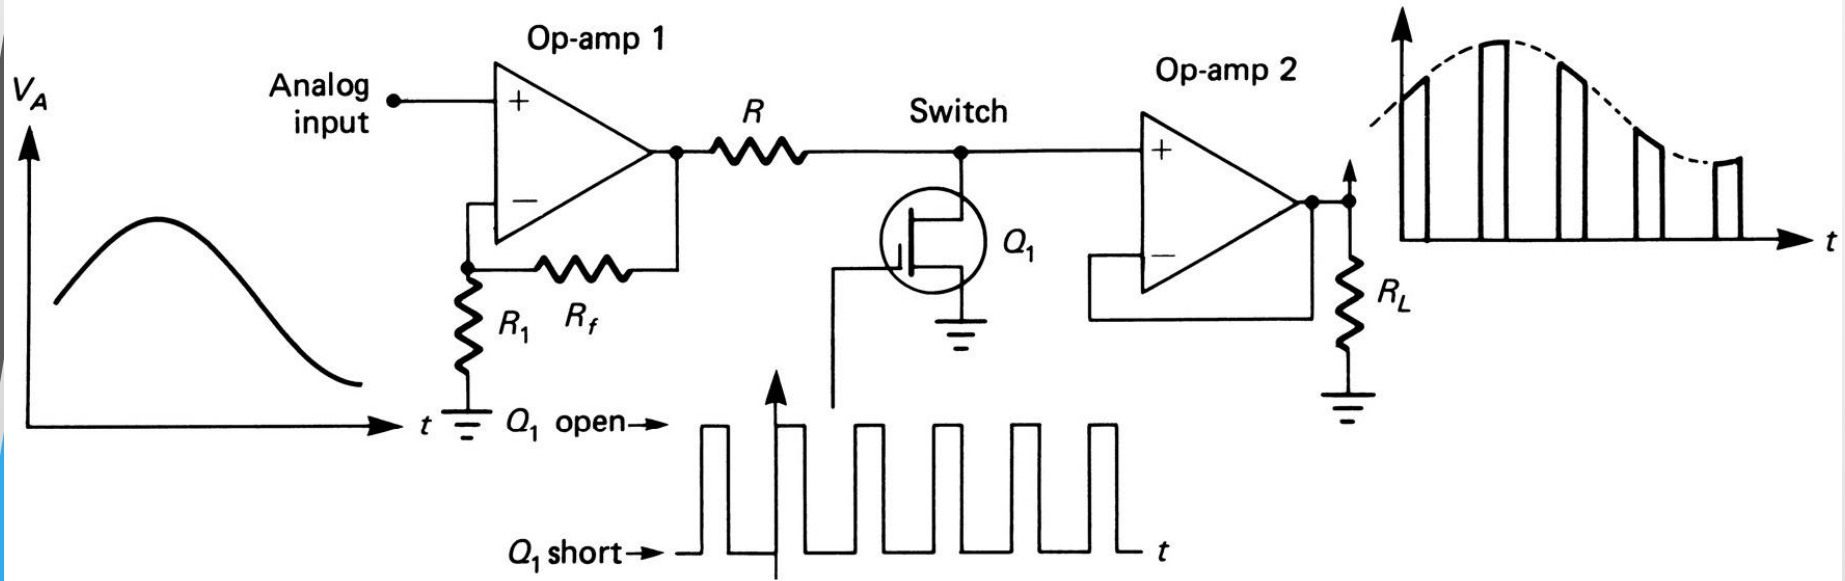 V_A
t
Analog
input
Op-amp 1
+
−
R_1
R_f
R
Switch
Q_1
Op-amp 2
+
−
R_L
t
Q_1 open
Q_1 short
t